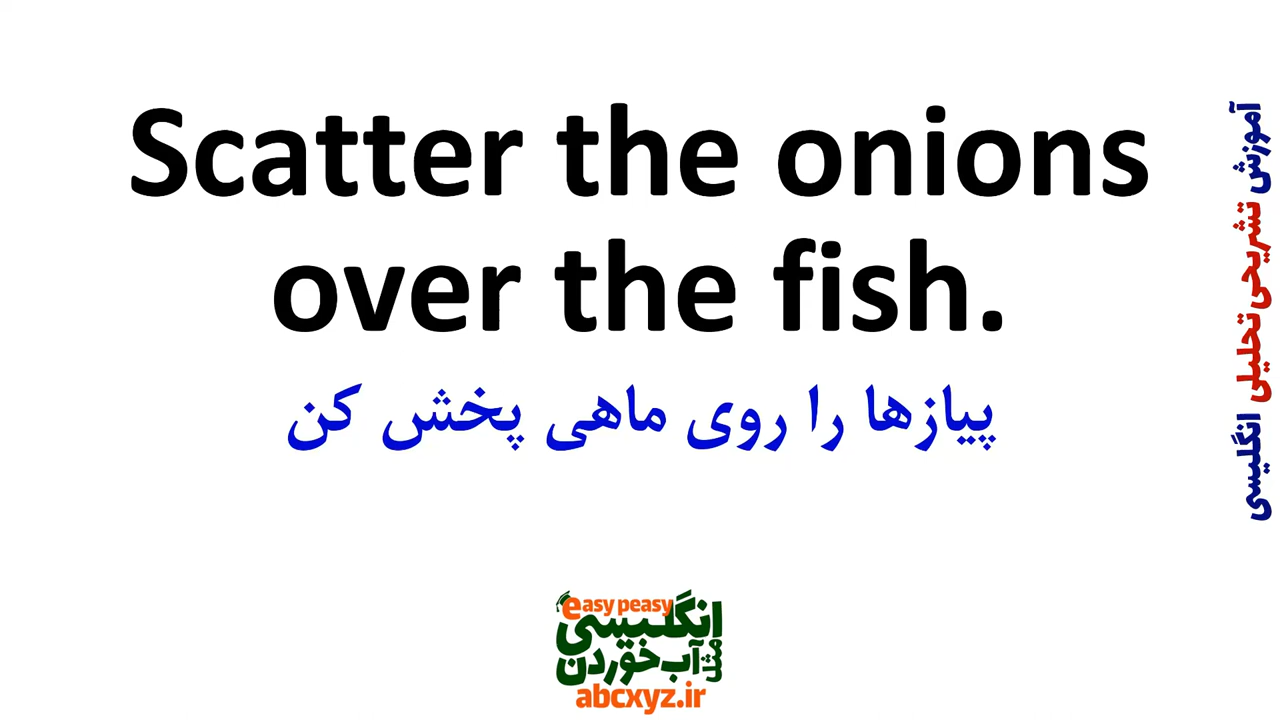 Scatter the onions
over the fish.
پیازها را روی ماهی پخش کن
آموزش تشریحی تحلیلی انگلیسی
easy peasy
انگلیسی
مثل آب خوردن
abcxyz.ir